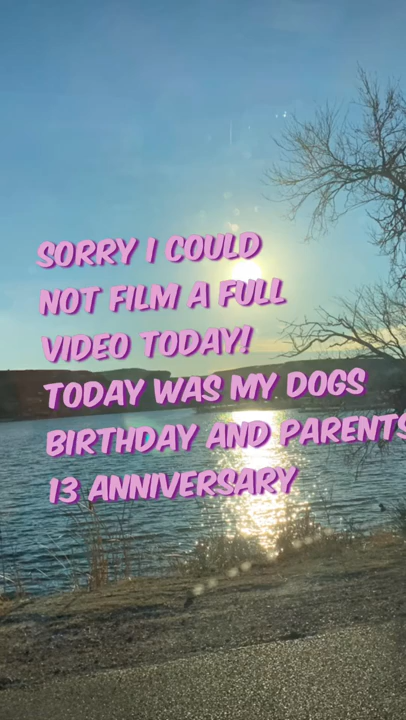 SORRY I COULD
NOT FILM A FULL
VIDEO TODAY!
TODAY WAS MY DOGS
BIRTHDAY AND PARENTS
13 ANNIVERSARY